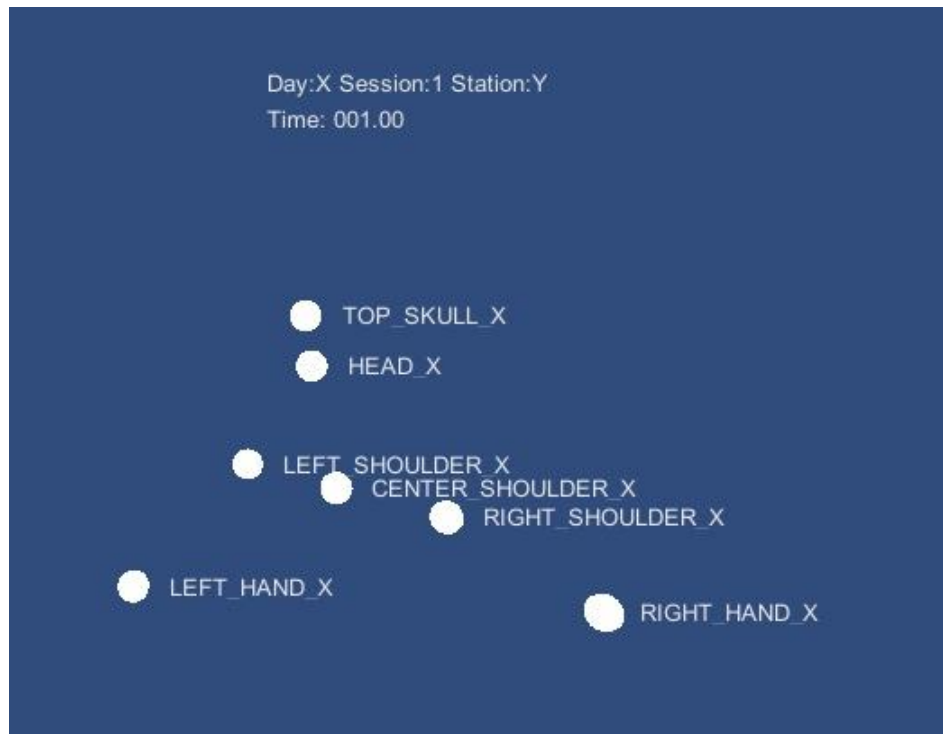 Day:X Session:1 Station:Y
Time: 001.00
TOP_SKULL_X
HEAD_X
LEFT_SHOULDER_X
CENTER_SHOULDER_X
RIGHT_SHOULDER_X
LEFT_HAND_X
RIGHT_HAND_X